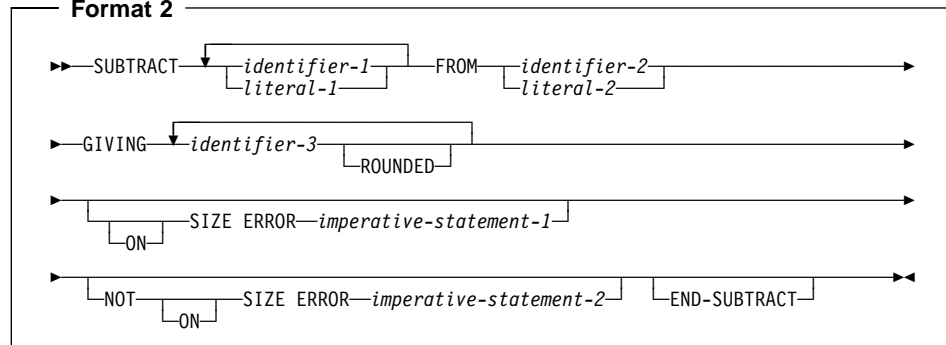 Format 2
SUBTRACT identifier-1 FROM identifier-2
literal-1 literal-2
GIVING identifier-3
ROUNDED
SIZE ERROR imperative-statement-1
ON
NOT SIZE ERROR imperative-statement-2 END-SUBTRACT
ON